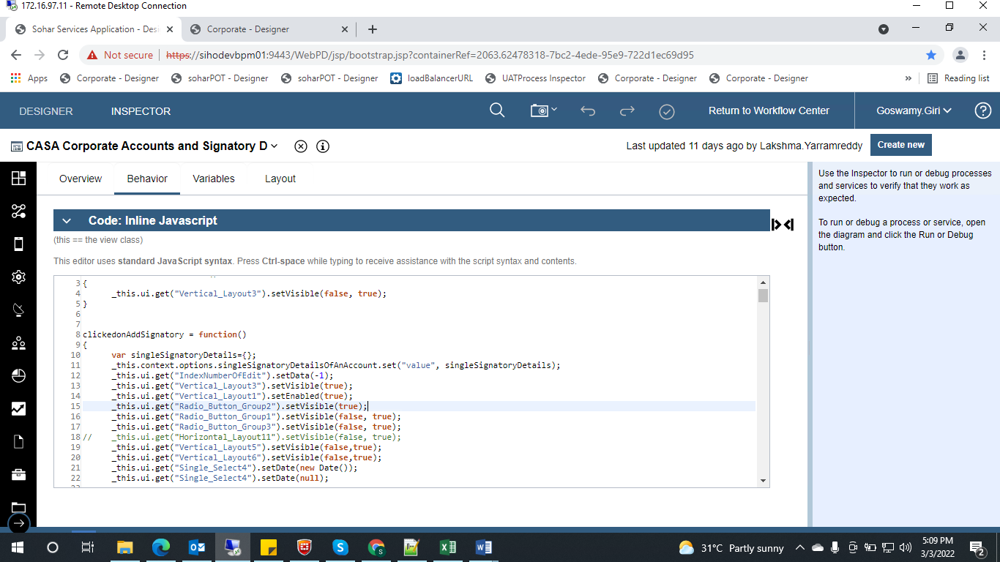 172.16.97.11 - Remote Desktop Connection
Sohar Services Application - Desi
Corporate - Designer
Not secure
https://sihodevbpm01:9443/WebPD/jsp/bootstrap.jsp?containerRef=2063.62478318-7bc2-4ede-95e9-722d1ec69d95
Apps
Corporate - Designer
soharPOT - Designer
soharPOT - Designer
loadBalancerURL
UATProcess Inspector
Corporate - Designer
Corporate - Designer
»
Reading list
DESIGNER
INSPECTOR
Return to Workflow Center
Goswamy.Giri
CASA Corporate Accounts and Signatory D
Last updated 11 days ago by Lakshma.Yarramreddy
Create new
Overview
Behavior
Variables
Layout
Use the Inspector to run or debug processes
and services to verify that they work as
expected.
To run or debug a process or service, open
the diagram and click the Run or Debug
button.
Code: Inline Javascript
(this == the view class)
This editor uses standard JavaScript syntax. Press Ctrl-space while typing to receive assistance with the script syntax and contents.
3 {
4 _this.ui.get("Vertical_Layout3").setVisible(false, true);
5 }
6
7
8 clickedonAddSignatory = function()
9 {
10 var singleSignatoryDetails={};
11 _this.context.options.singleSignatoryDetailsOfAnAccount.set("value", singleSignatoryDetails);
12 _this.ui.get("IndexNumberOfEdit").setData(-1);
13 _this.ui.get("Vertical_Layout3").setVisible(true);
14 _this.ui.get("Vertical_Layout1").setEnabled(true);
15 _this.ui.get("Radio_Button_Group2").setVisible(true);
16 _this.ui.get("Radio_Button_Group1").setVisible(false, true);
17 _this.ui.get("Radio_Button_Group3").setVisible(false, true);
18 // _this.ui.get("Horizontal_Layout11").setVisible(false, true);
19 _this.ui.get("Vertical_Layout5").setVisible(false,true);
20 _this.ui.get("Vertical_Layout6").setVisible(false,true);
21 _this.ui.get("Single_Select4").setDate(new Date());
22 _this.ui.get("Single_Select4").setDate(null);
31°C Partly sunny
5:09 PM
3/3/2022
2